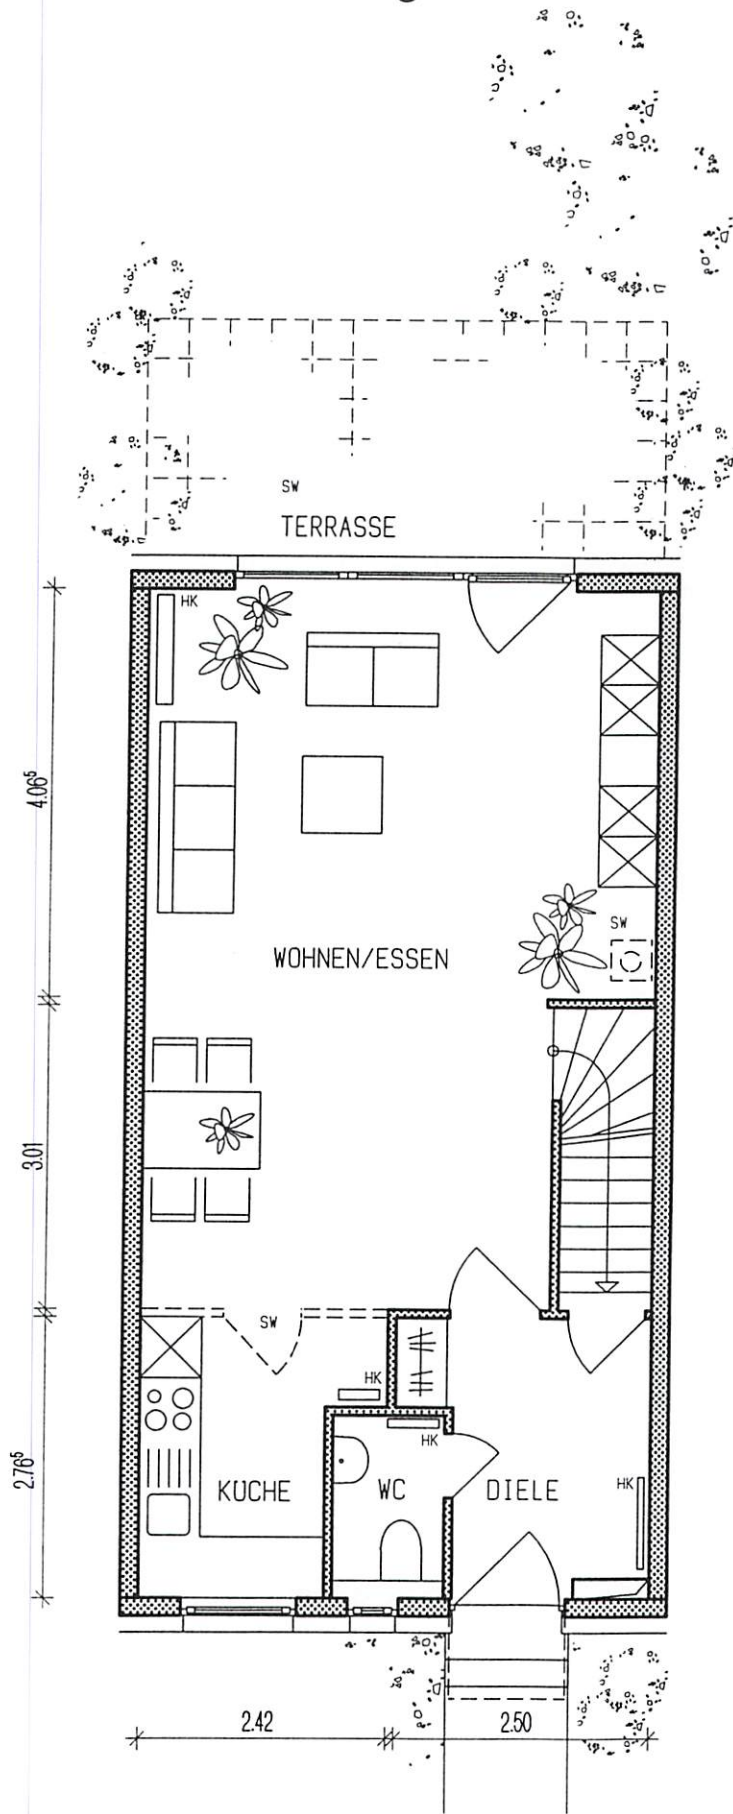 SW
TERRASSE
HK
4.06⁵
SW
WOHNEN/ESSEN
3.01
SW
HK
HK
2.76⁵
KÜCHE
WC
DIELE
HK
2.42
2.50